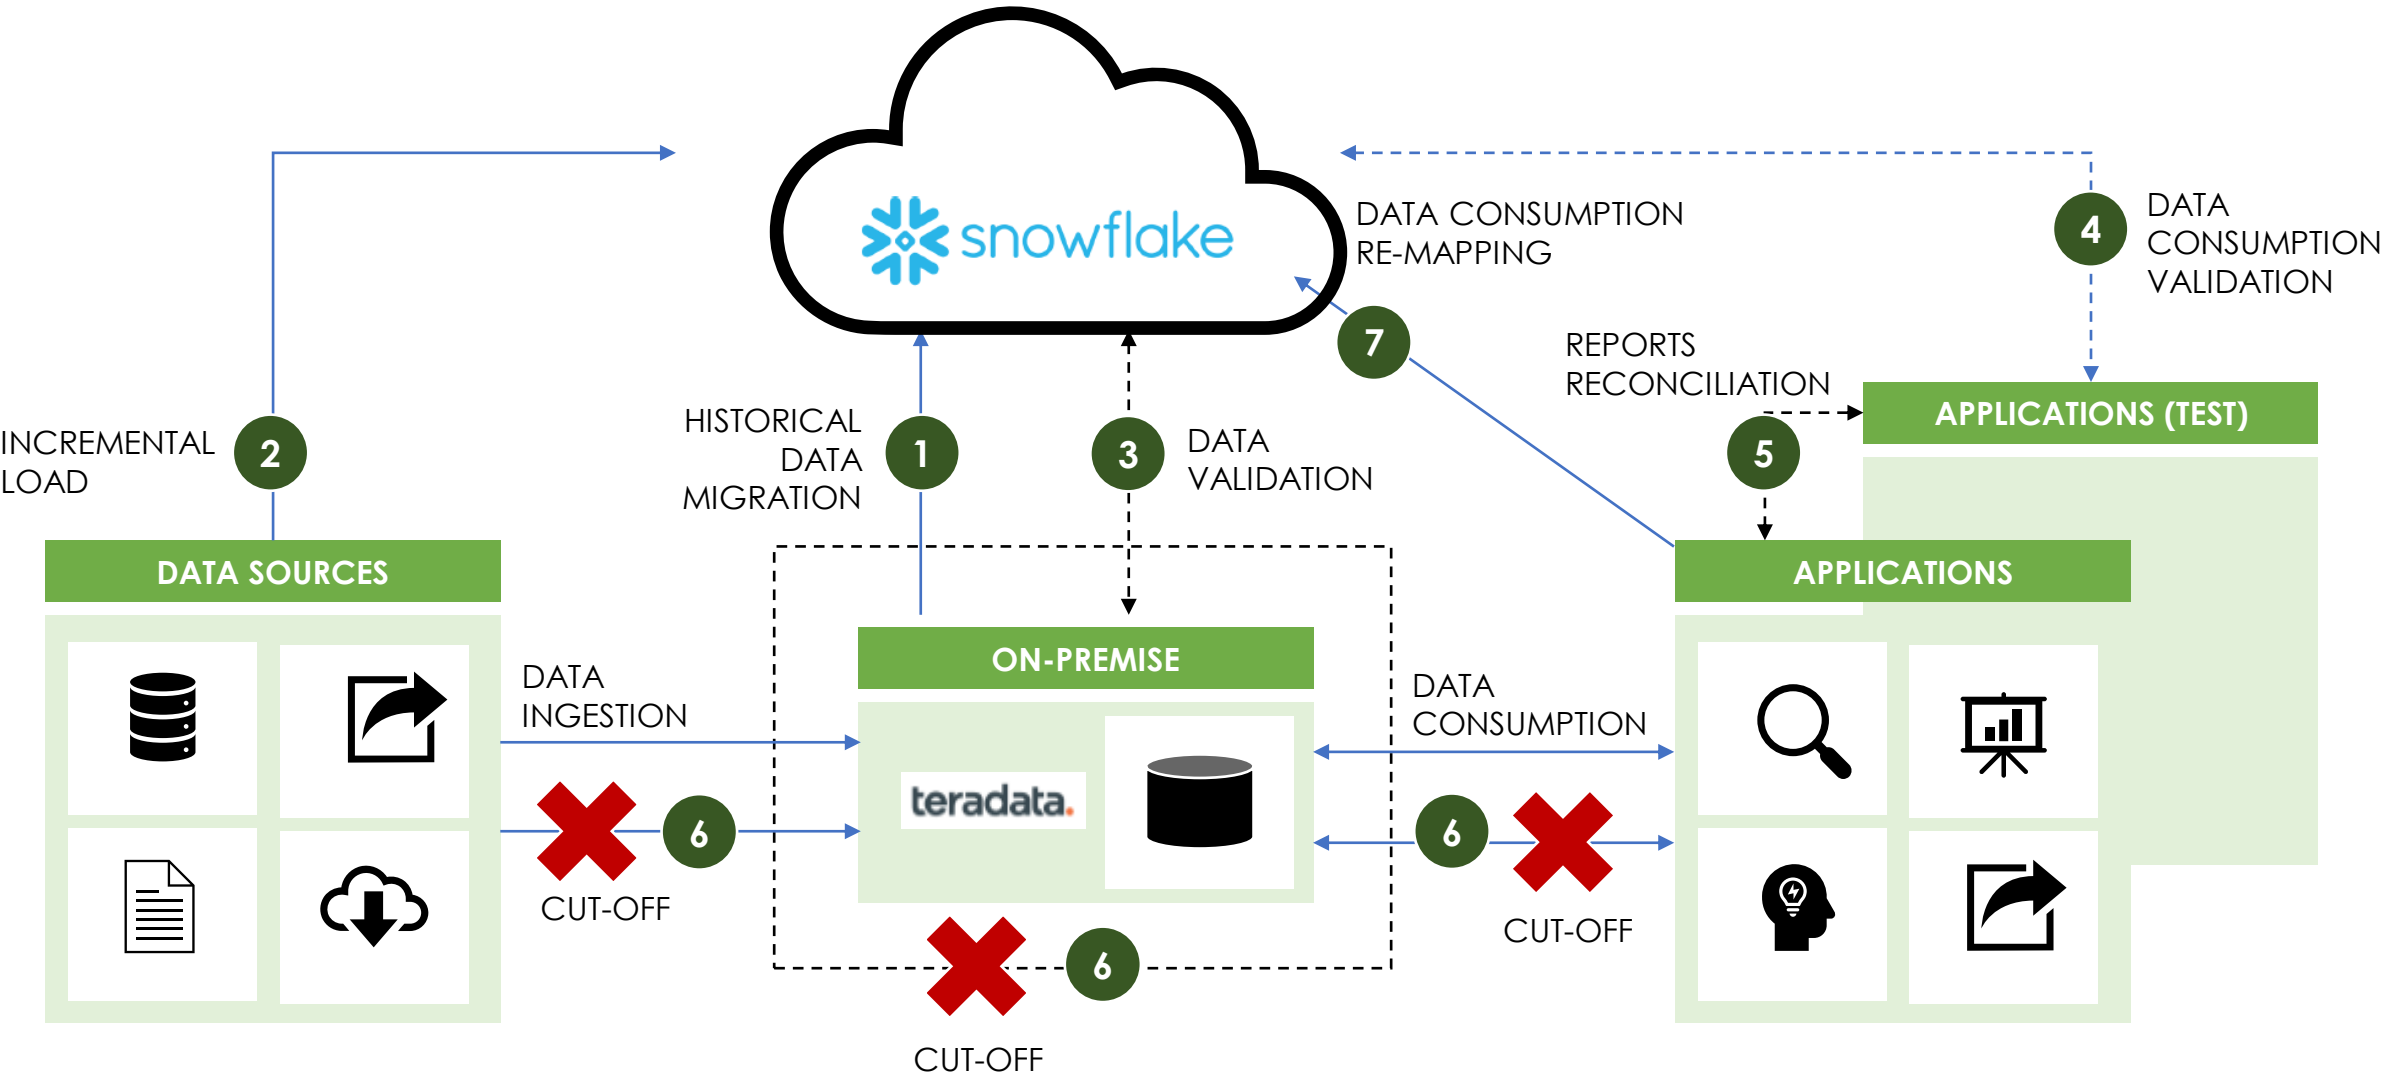 snowflake
DATA CONSUMPTION
RE-MAPPING
4
DATA
CONSUMPTION
VALIDATION
7
REPORTS
RECONCILIATION
INCREMENTAL
LOAD
2
HISTORICAL
DATA
MIGRATION
1
3
DATA
VALIDATION
5
APPLICATIONS (TEST)
DATA SOURCES
APPLICATIONS
ON-PREMISE
DATA
INGESTION
DATA
CONSUMPTION
teradata.
6
CUT-OFF
6
CUT-OFF
6
CUT-OFF